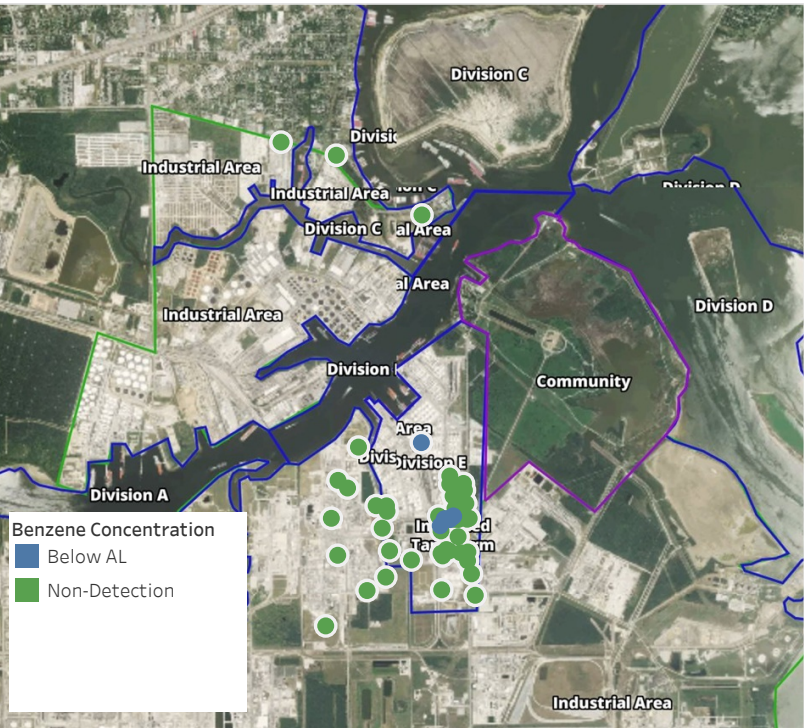 Division C
Divisi
Industrial Area
Division D
Industrial Area
Division C
al Area
al Area
Division D
Industrial Area
Division
Community
Area
Divis
Division E
Division A
Benzene Concentration
Below AL
Non-Detection
Industrial Area